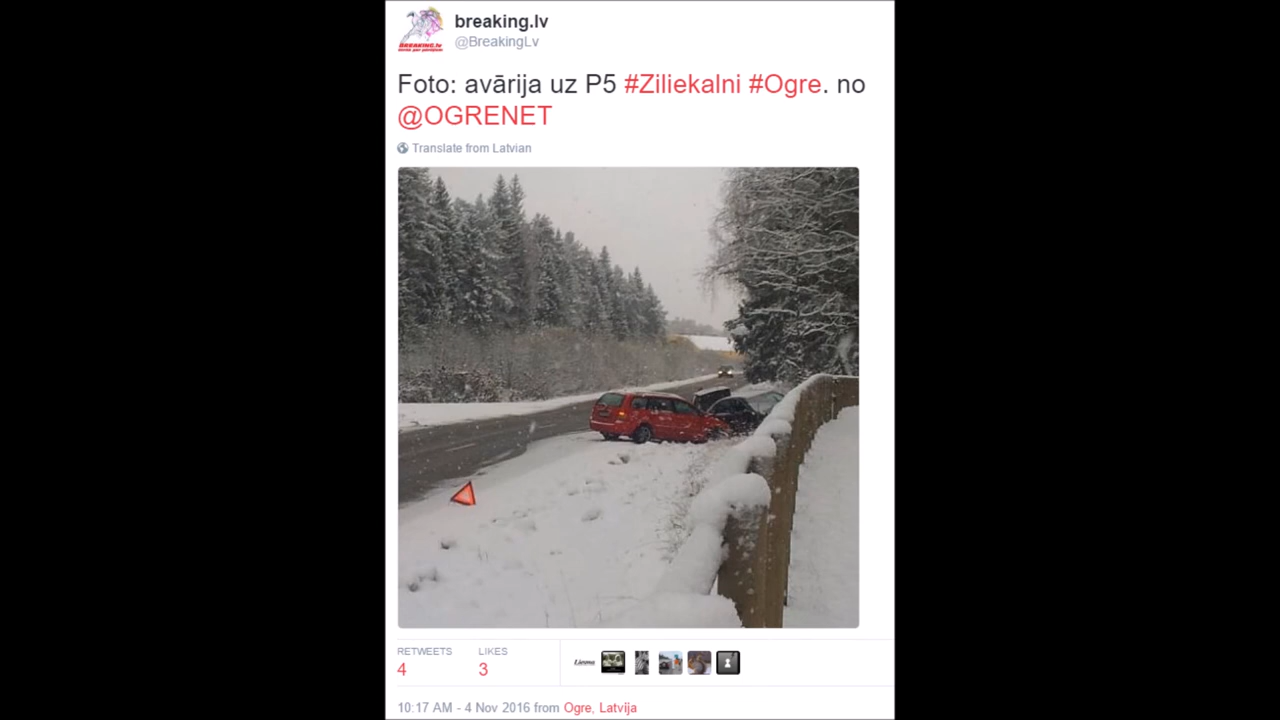 breaking.lv
@BreakingLv
Foto: avārija uz P5 #Ziliekalni #Ogre. no
@OGRENET
Translate from Latvian
RETWEETS
LIKES
4
3
Liesma
10:17 AM - 4 Nov 2016 from Ogre, Latvija